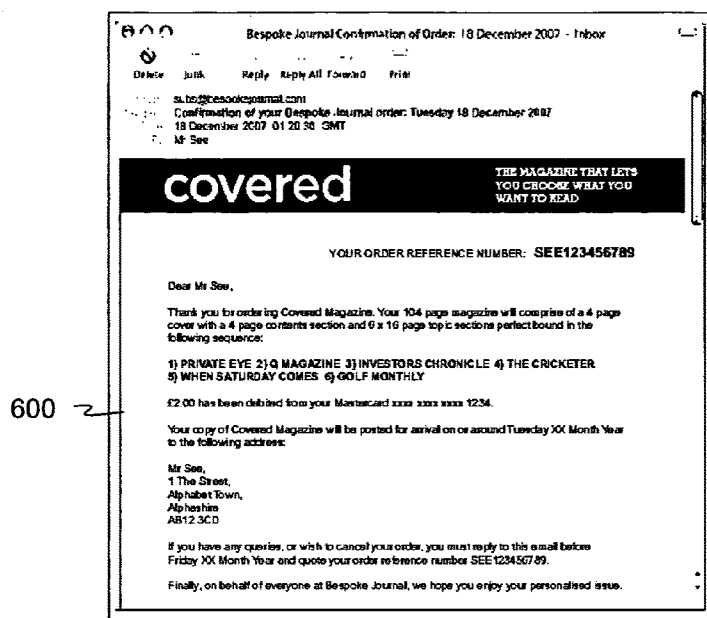 Bespoke Journal Confirmation of Order: 18 December 2007 - Inbox
Delete Junk Reply Reply All Forward Print
subs@bespokejournal.com
Confirmation of your Bespoke Journal order: Tuesday 18 December 2007
18 December 2007 01 20 30 GMT
Mr See
covered
THE MAGAZINE THAT LETS
YOU CHOOSE WHAT YOU
WANT TO READ
YOUR ORDER REFERENCE NUMBER: SEE123456789
Dear Mr See,
Thank you for ordering Covered Magazine. Your 104 page magazine will comprise of a 4 page
cover with a 4 page contents section and 6 x 16 page topic sections perfect bound in the
following sequence:
1) PRIVATE EYE 2) Q MAGAZINE 3) INVESTORS CHRONICLE 4) THE CRICKETER
5) WHEN SATURDAY COMES 6) GOLF MONTHLY
£2.00 has been debited from your Mastercard xxxx xxxx xxxx 1234.
Your copy of Covered Magazine will be posted for arrival on or around Tuesday XX Month Year
to the following address:
Mr See,
1 The Street,
Alphabet Town,
Alphashire
AB12 3CD
600
If you have any queries, or wish to cancel your order, you must reply to this email before
Friday XX Month Year and quote your order reference number SEE123456789.
Finally, on behalf of everyone at Bespoke Journal, we hope you enjoy your personalised issue.